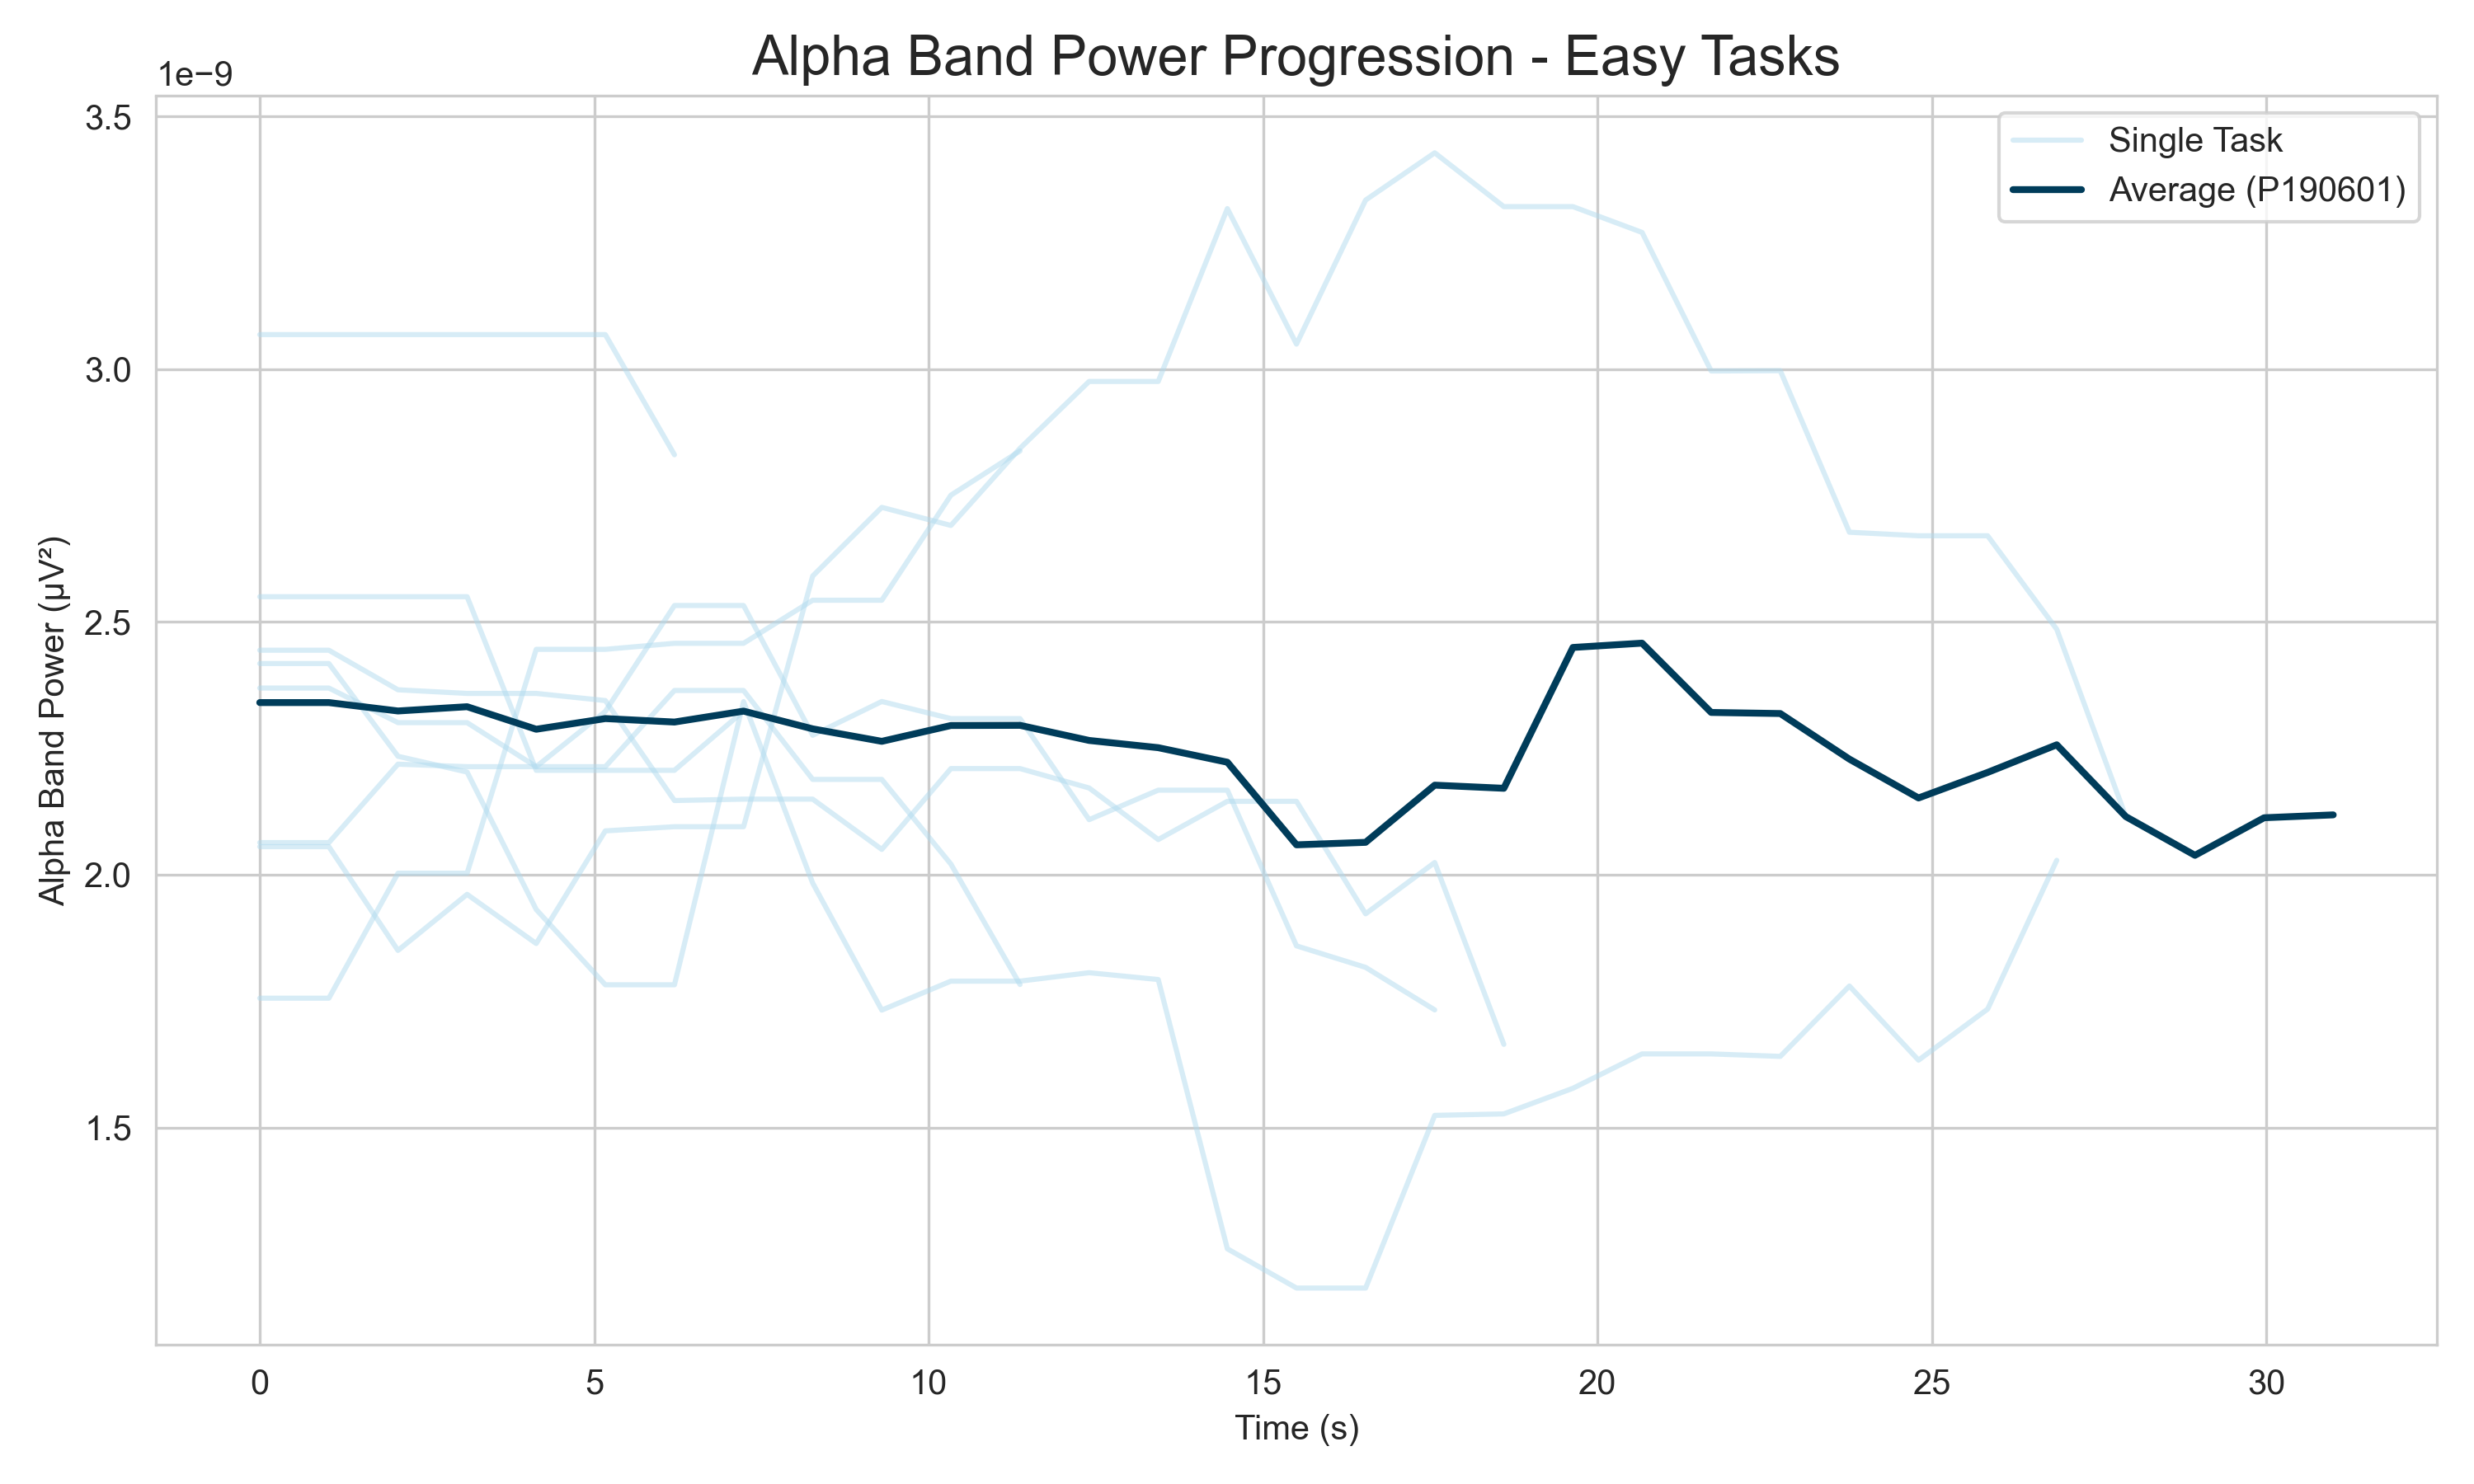 Alpha Band Power Progression - Easy Tasks
1e−9
3.5
3.0
2.5
2.0
1.5
Alpha Band Power (µV²)
Single Task
Average (P190601)
0 5 10 15 20 25 30
Time (s)